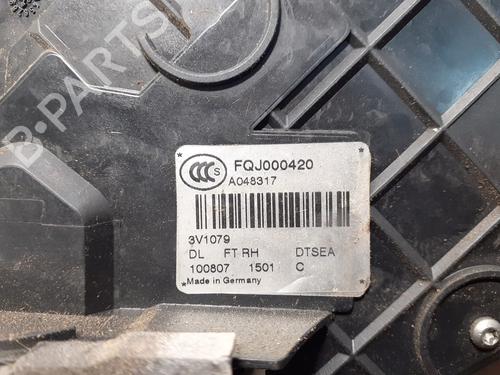 B-PARTS
CCC S
FQJ000420
A048317
3V1079
DL FT RH DTSEA
100807 1501 C
Made in Germany